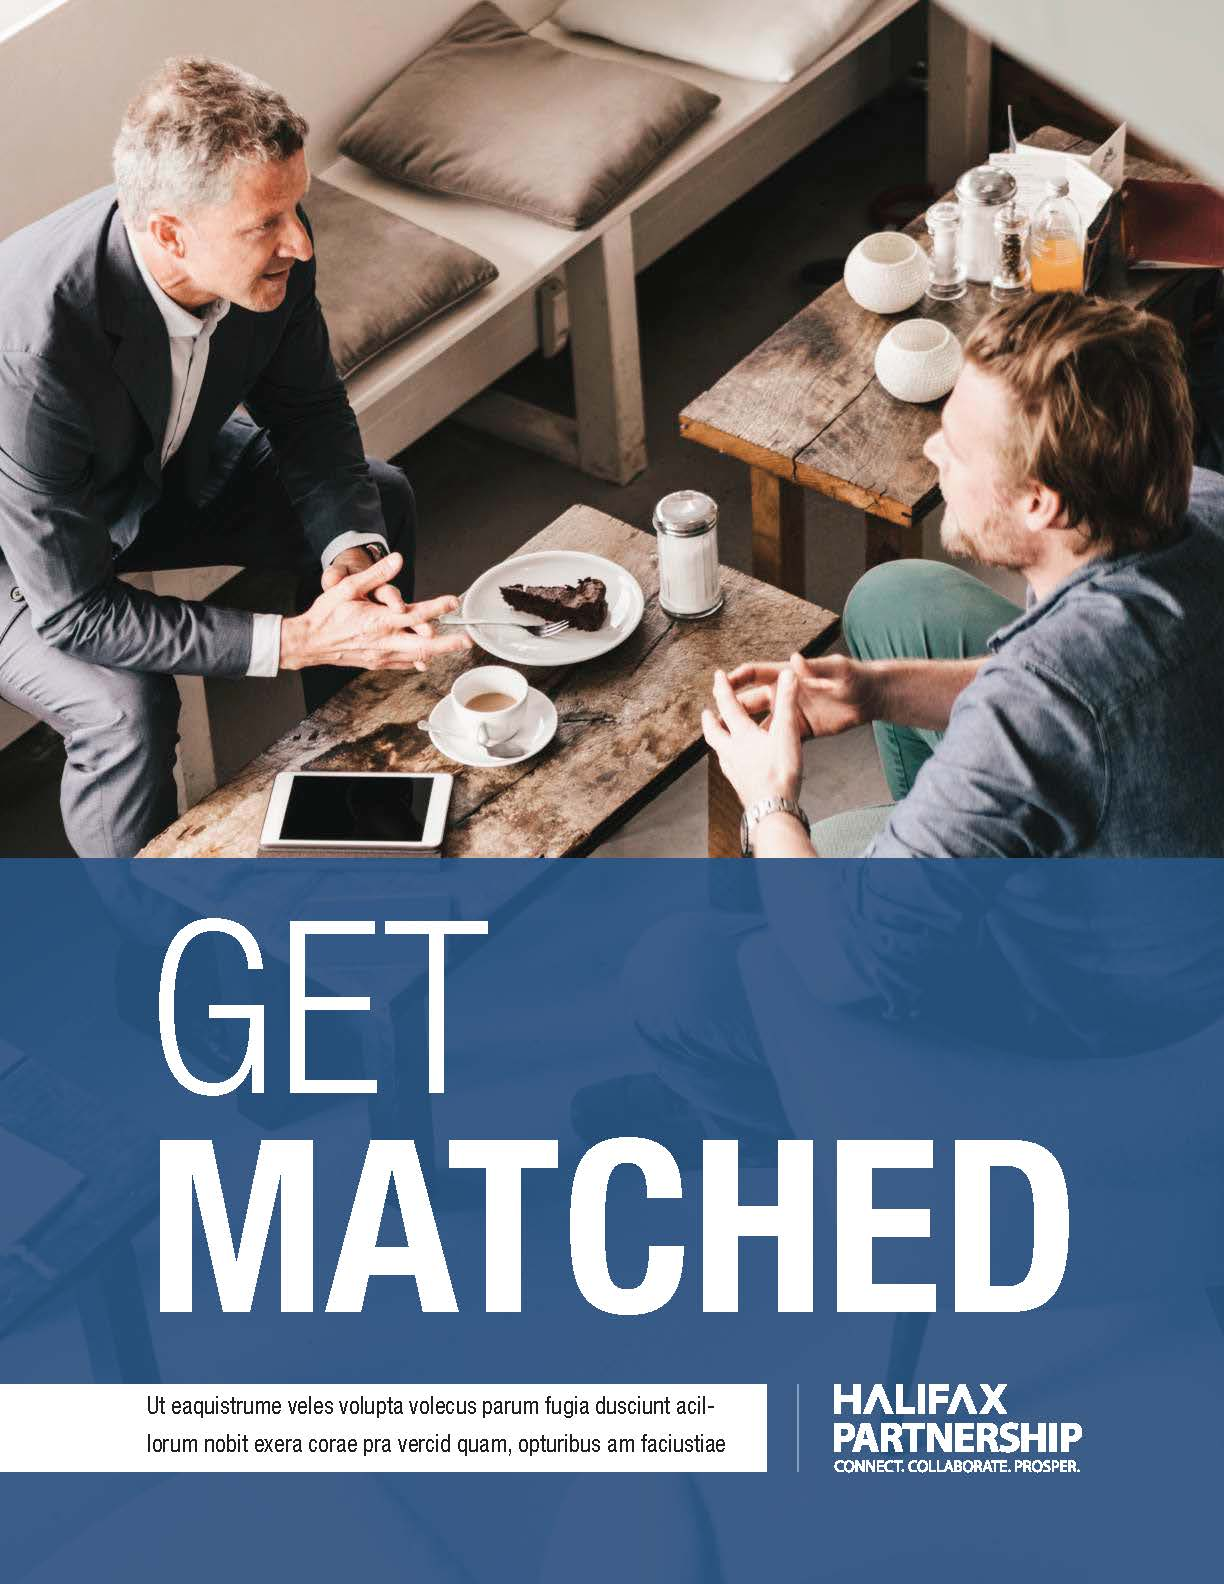 GET
MATCHED
Ut eaquistrume veles volupta volecus parum fugia dusciunt acil-
lorum nobit exera corae pra vercid quam, opturibus am faciustiae
HALIFAX
PARTNERSHIP
CONNECT. COLLABORATE. PROSPER.